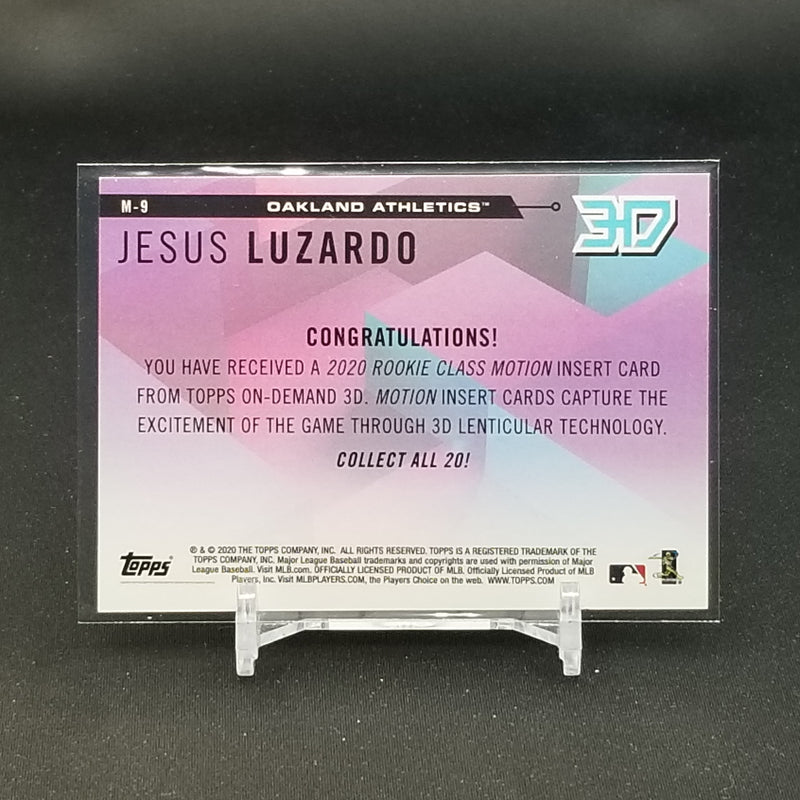 M-9 OAKLAND ATHLETICS™
3D
JESUS LUZARDO
CONGRATULATIONS!
YOU HAVE RECEIVED A 2020 ROOKIE CLASS MOTION INSERT CARD
FROM TOPPS ON-DEMAND 3D. MOTION INSERT CARDS CAPTURE THE
EXCITEMENT OF THE GAME THROUGH 3D LENTICULAR TECHNOLOGY.
COLLECT ALL 20!
TOPPS®
® & © 2020 THE TOPPS COMPANY, INC. ALL RIGHTS RESERVED. TOPPS IS A REGISTERED TRADEMARK OF THE
TOPPS COMPANY, INC. Major League Baseball trademarks and copyrights are used with permission of Major
League Baseball. Visit MLB.com. OFFICIALLY LICENSED PRODUCT OF MLB. Officially Licensed Product of MLB
Players, Inc. Visit MLBPLAYERS.COM, the Players Choice on the web. WWW.TOPPS.COM